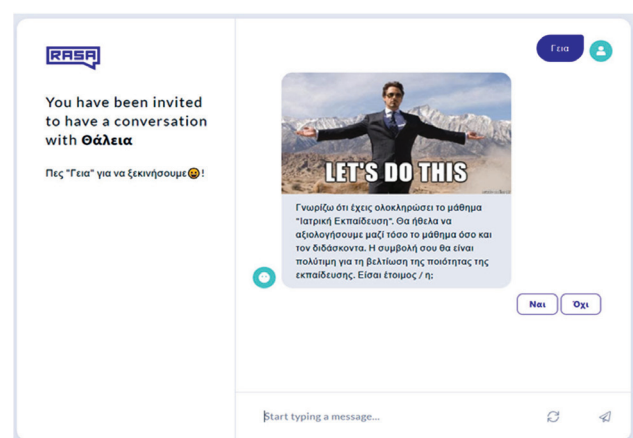 RASA
You have been invited
to have a conversation
with Θάλεια
Πες "Γεια" για να ξεκινήσουμε😀!
Γεια
LET'S DO THIS
Γνωρίζω ότι έχεις ολοκληρώσει το μάθημα
"Ιατρική Εκπαίδευση". Θα ήθελα να
αξιολογήσουμε μαζί τόσο το μάθημα όσο και
τον διδάσκοντα. Η συμβολή σου θα είναι
πολύτιμη για τη βελτίωση της ποιότητας της
εκπαίδευσης. Είσαι έτοιμος / η;
Ναι Όχι
Start typing a message...